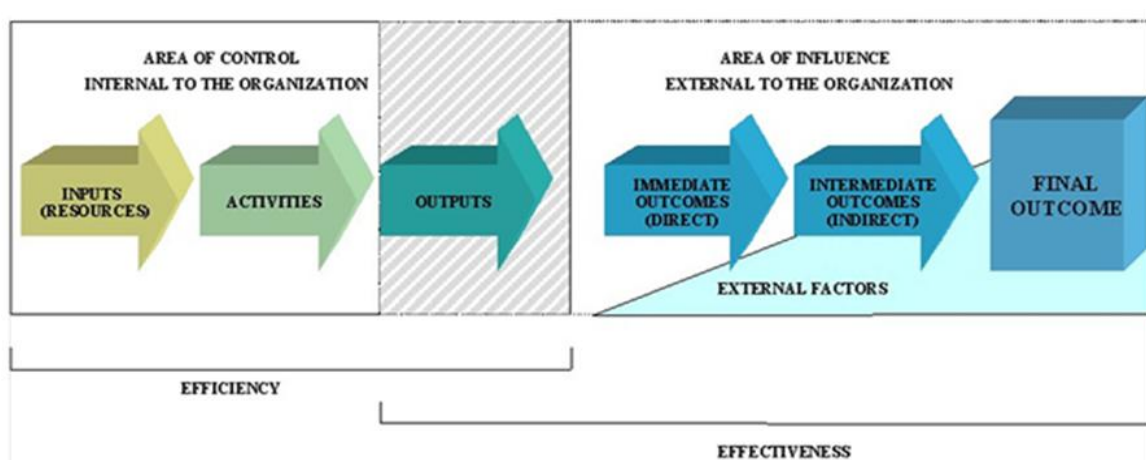 AREA OF CONTROL
INTERNAL TO THE ORGANIZATION
AREA OF INFLUENCE
EXTERNAL TO THE ORGANIZATION
INPUTS
(RESOURCES)
ACTIVITIES
OUTPUTS
IMMEDIATE
OUTCOMES
(DIRECT)
INTERMEDIATE
OUTCOMES
(INDIRECT)
FINAL
OUTCOME
EXTERNAL FACTORS
EFFICIENCY
EFFECTIVENESS